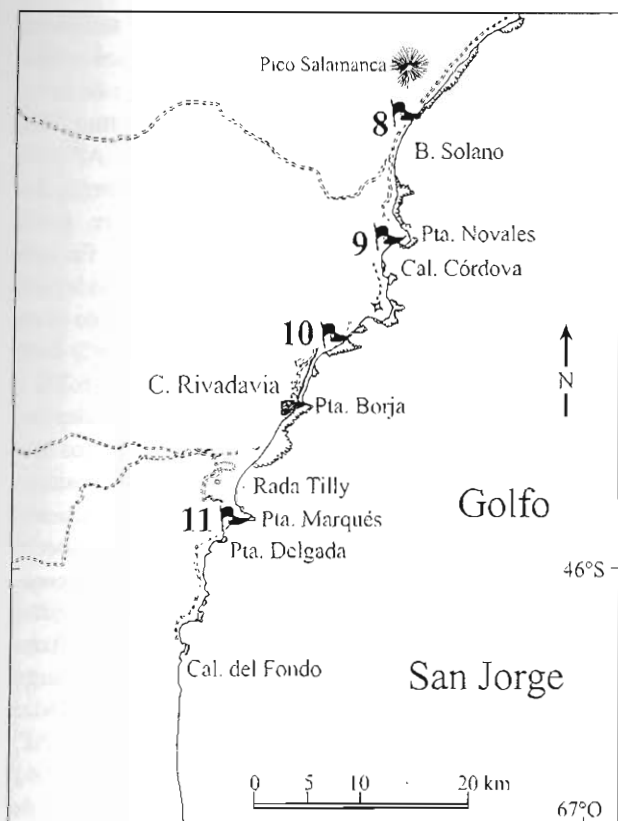 Pico Salamanca
8
B. Solano
Pta. Novales
9
Cal. Córdova
10
N
C. Rivadavia
Pta. Borja
Rada Tilly
Golfo
11
Pta. Marqués
Pta. Delgada
46°S
Cal. del Fondo
San Jorge
0 5 10 20 km
67°O